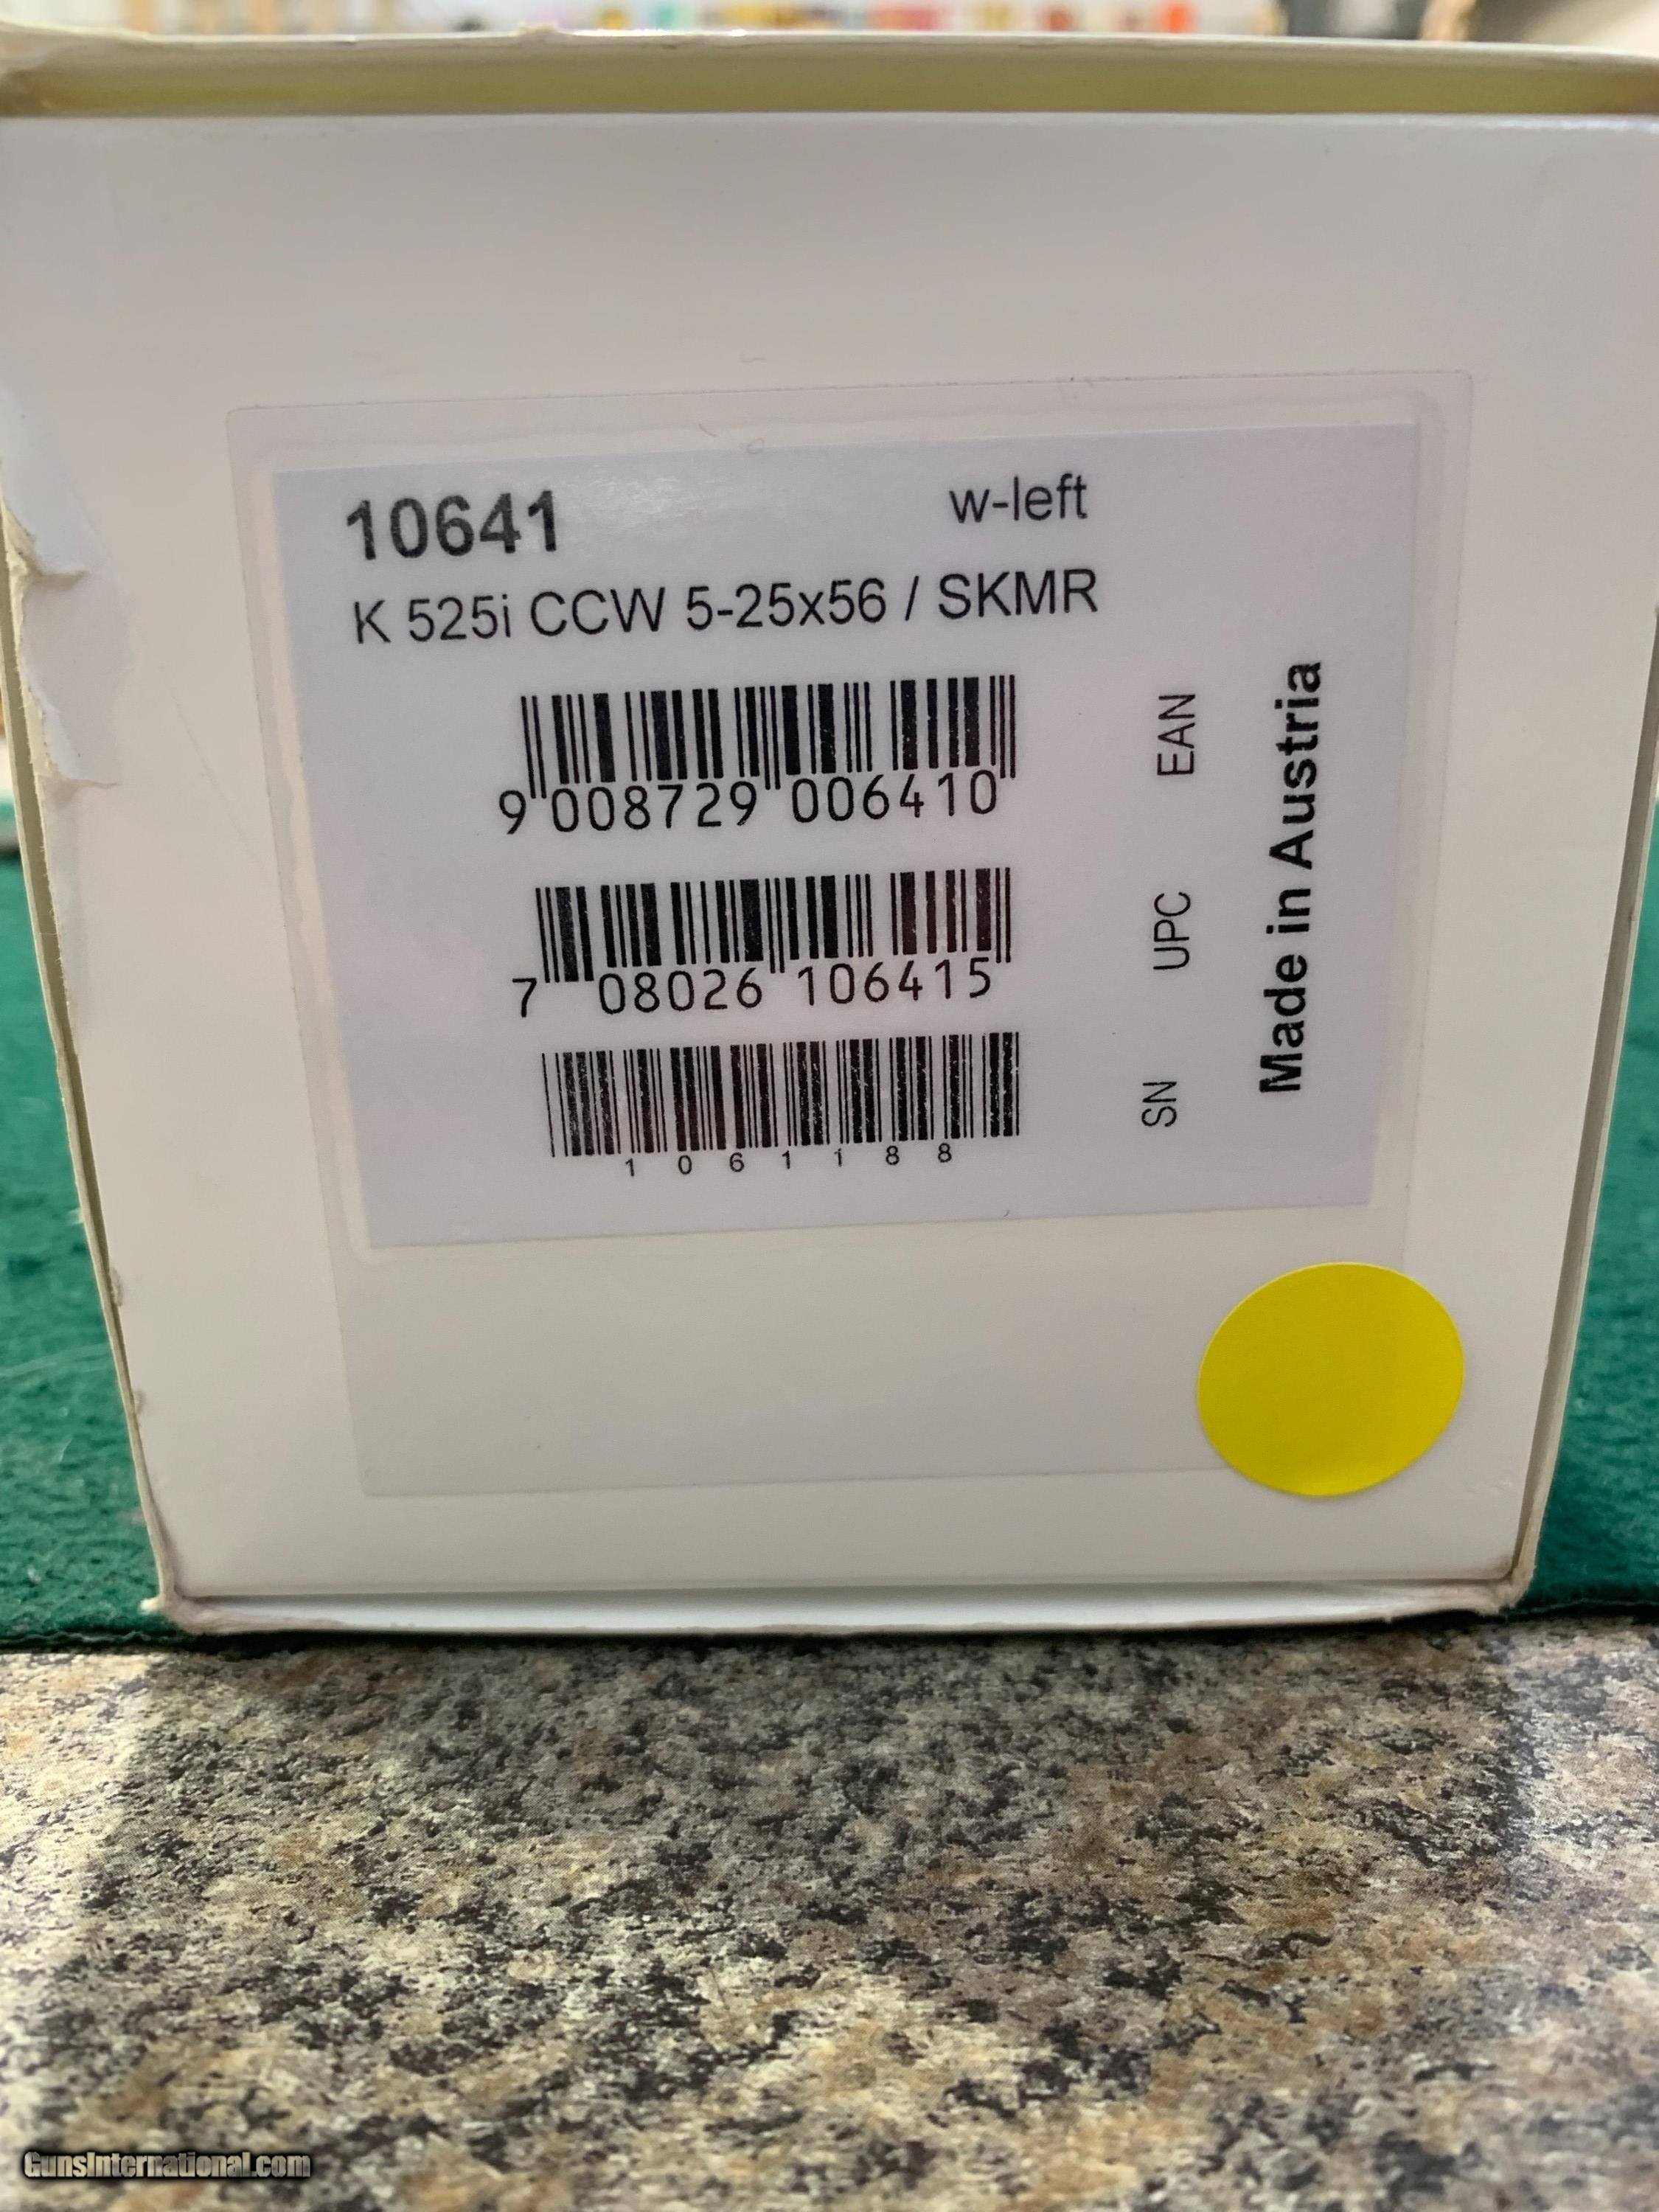 10641 w-left
K 525i CCW 5-25x56 / SKMR
9 008729 006410 EAN
7 08026 106415 UPC
1061188 SN
Made in Austria
GunsInternational.com